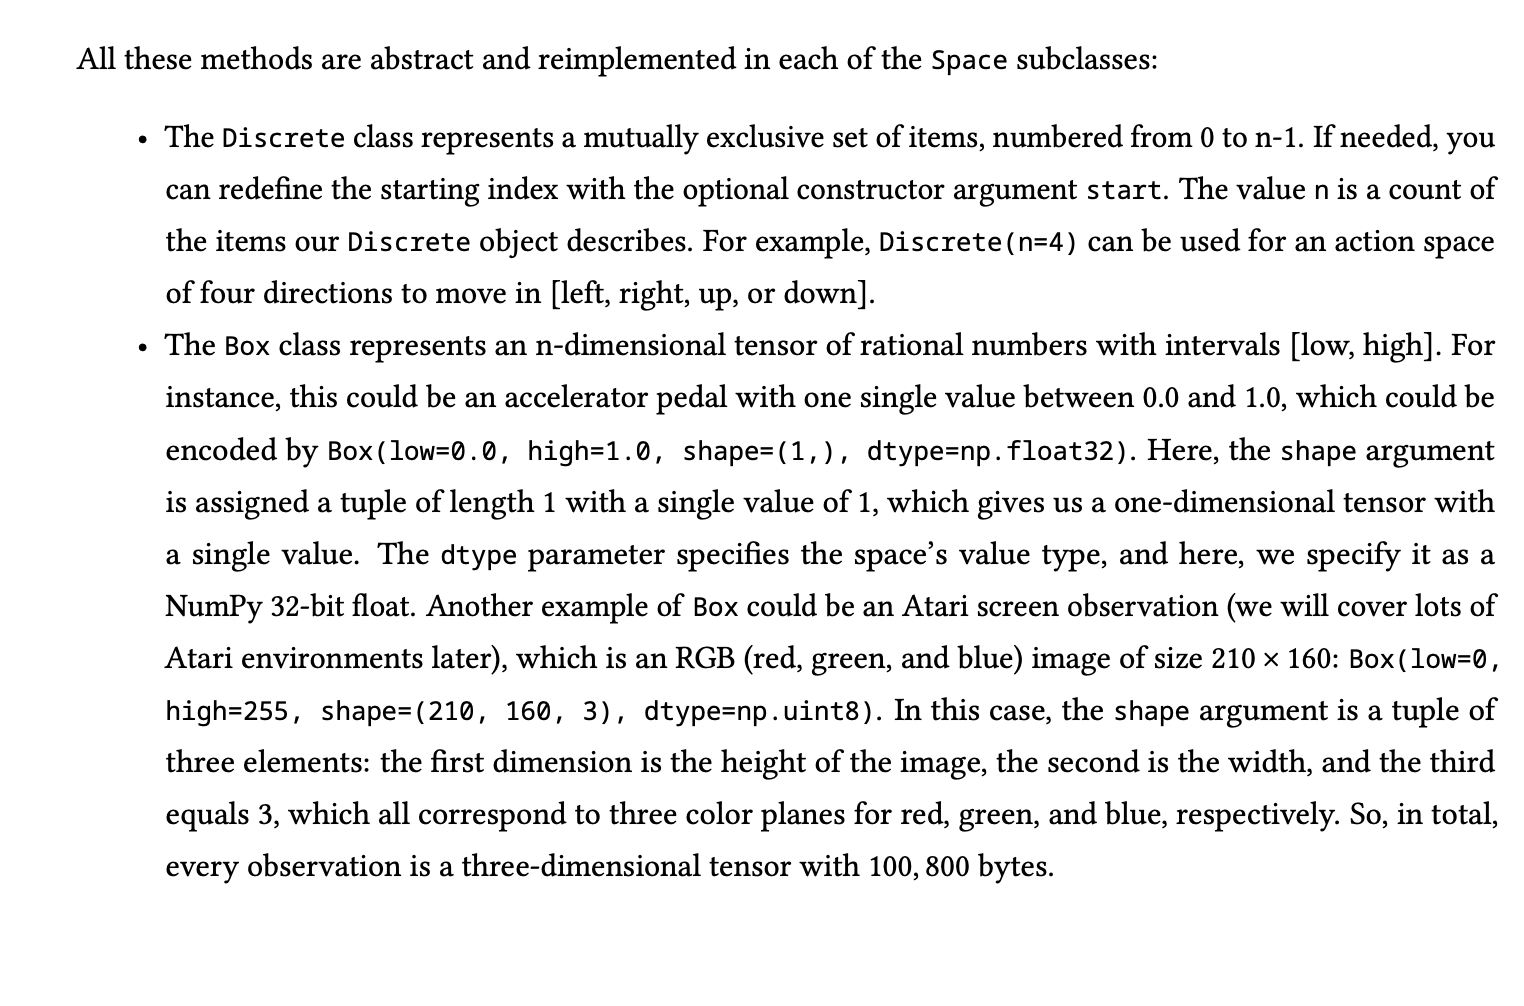 All these methods are abstract and reimplemented in each of the Space subclasses:
• The Discrete class represents a mutually exclusive set of items, numbered from 0 to n-1. If needed, you
can redefine the starting index with the optional constructor argument start. The value n is a count of
the items our Discrete object describes. For example, Discrete(n=4) can be used for an action space
of four directions to move in [left, right, up, or down].
• The Box class represents an n-dimensional tensor of rational numbers with intervals [low, high]. For
instance, this could be an accelerator pedal with one single value between 0.0 and 1.0, which could be
encoded by Box(low=0.0, high=1.0, shape=(1,), dtype=np.float32). Here, the shape argument
is assigned a tuple of length 1 with a single value of 1, which gives us a one-dimensional tensor with
a single value. The dtype parameter specifies the space’s value type, and here, we specify it as a
NumPy 32-bit float. Another example of Box could be an Atari screen observation (we will cover lots of
Atari environments later), which is an RGB (red, green, and blue) image of size 210 × 160: Box(low=0,
high=255, shape=(210, 160, 3), dtype=np.uint8). In this case, the shape argument is a tuple of
three elements: the first dimension is the height of the image, the second is the width, and the third
equals 3, which all correspond to three color planes for red, green, and blue, respectively. So, in total,
every observation is a three-dimensional tensor with 100, 800 bytes.